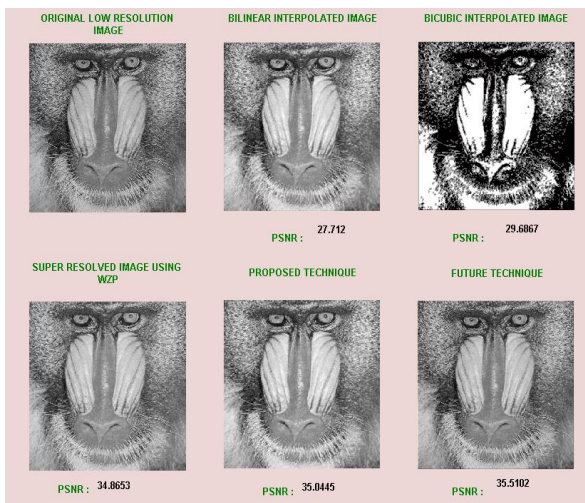 ORIGINAL LOW RESOLUTION
IMAGE
BILINEAR INTERPOLATED IMAGE
BICUBIC INTERPOLATED IMAGE
PSNR : 27.712
PSNR : 29.6867
SUPER RESOLVED IMAGE USING
WZP
PROPOSED TECHNIQUE
FUTURE TECHNIQUE
PSNR : 34.8653
PSNR : 35.0445
PSNR : 35.5102